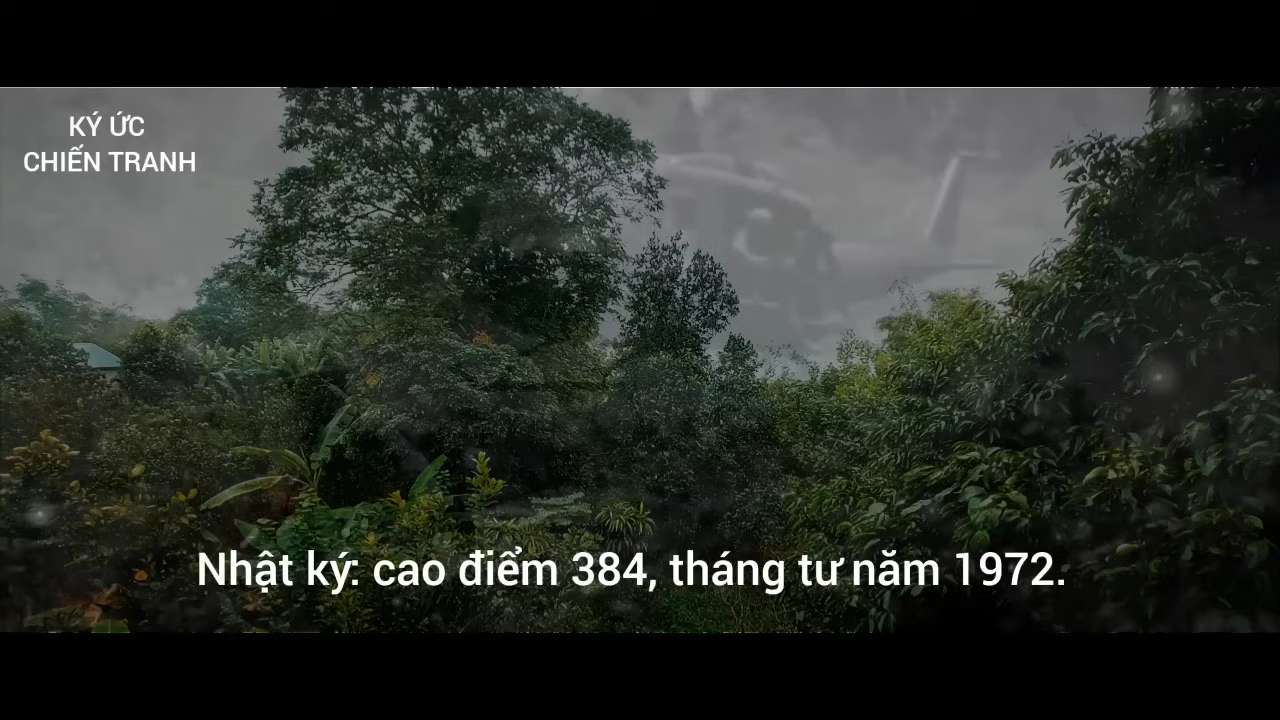 KÝ ỨC
CHIẾN TRANH
Nhật ký: cao điểm 384, tháng tư năm 1972.